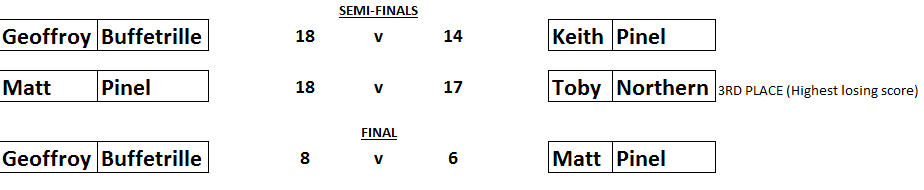 SEMI-FINALS
Geoffroy Buffetrille 18 v 14 Keith Pinel
Matt Pinel 18 v 17 Toby Northern 3RD PLACE (Highest losing score)
FINAL
Geoffroy Buffetrille 8 v 6 Matt Pinel